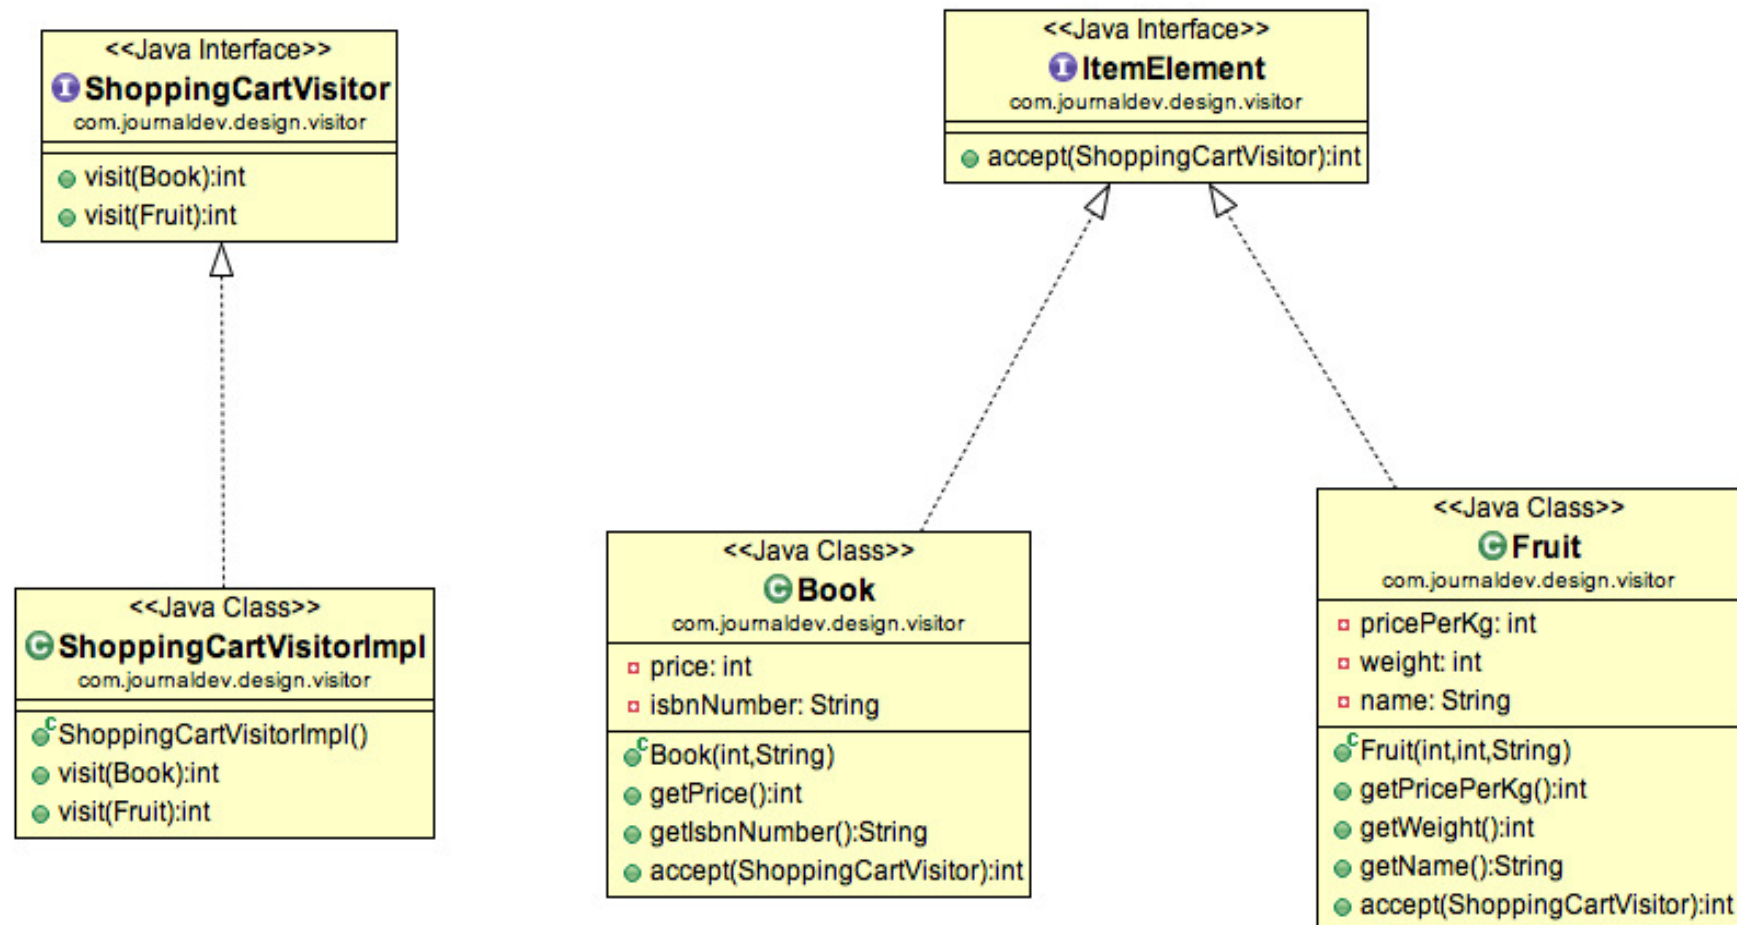 <<Java Interface>>
ShoppingCartVisitor
com.journaldev.design.visitor
visit(Book):int
visit(Fruit):int
<<Java Interface>>
ItemElement
com.journaldev.design.visitor
accept(ShoppingCartVisitor):int
<<Java Class>>
ShoppingCartVisitorImpl
com.journaldev.design.visitor
ShoppingCartVisitorImpl()
visit(Book):int
visit(Fruit):int
<<Java Class>>
Book
com.journaldev.design.visitor
price: int
isbnNumber: String
Book(int,String)
getPrice():int
getIsbnNumber():String
accept(ShoppingCartVisitor):int
<<Java Class>>
Fruit
com.journaldev.design.visitor
pricePerKg: int
weight: int
name: String
Fruit(int,int,String)
getPricePerKg():int
getWeight():int
getName():String
accept(ShoppingCartVisitor):int